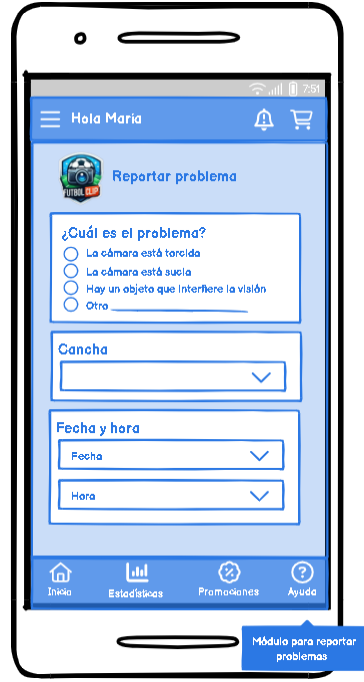 7:51
Hola Maria
FUTBOL CLIP
Reportar problema
¿Cuál es el problema?
La cámara está torcida
La cámara está sucia
Hay un objeto que interfiere la visión
Otro
Cancha
Fecha y hora
Fecha
Hora
Inicio
Estadísticas
Promociones
Ayuda
Módulo para reportar
problemas